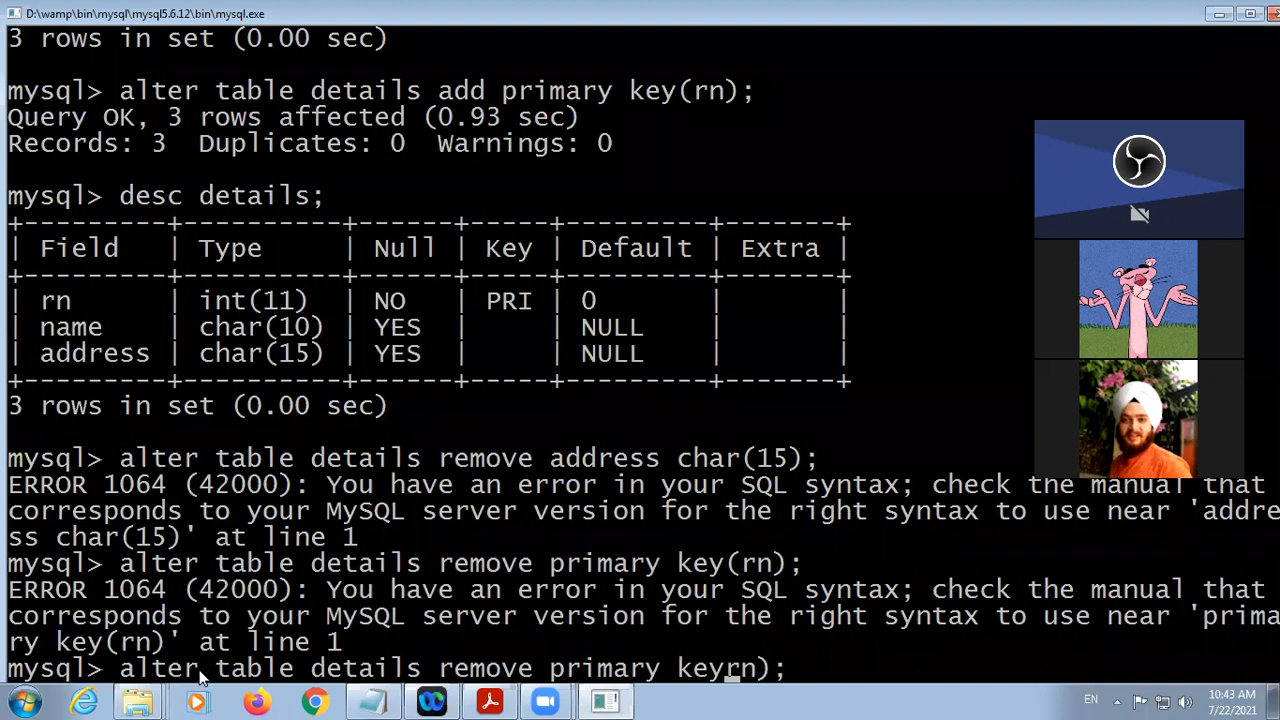 D:\wamp\bin\mysql\mysql5.6.12\bin\mysql.exe
3 rows in set (0.00 sec)
mysql> alter table details add primary key(rn);
Query OK, 3 rows affected (0.93 sec)
Records: 3  Duplicates: 0  Warnings: 0
mysql> desc details;
+---------+----------+------+-----+---------+-------+
| Field   | Type     | Null | Key | Default | Extra |
+---------+----------+------+-----+---------+-------+
| rn      | int(11)  | NO   | PRI | 0       |       |
| name    | char(10) | YES  |     | NULL    |       |
| address | char(15) | YES  |     | NULL    |       |
+---------+----------+------+-----+---------+-------+
3 rows in set (0.00 sec)
mysql> alter table details remove address char(15);
ERROR 1064 (42000): You have an error in your SQL syntax; check the manual that
corresponds to your MySQL server version for the right syntax to use near 'addre
ss char(15)' at line 1
mysql> alter table details remove primary key(rn);
ERROR 1064 (42000): You have an error in your SQL syntax; check the manual that
corresponds to your MySQL server version for the right syntax to use near 'prima
ry key(rn)' at line 1
mysql> alter table details remove primary keyrn);
EN
10:43 AM
7/22/2021